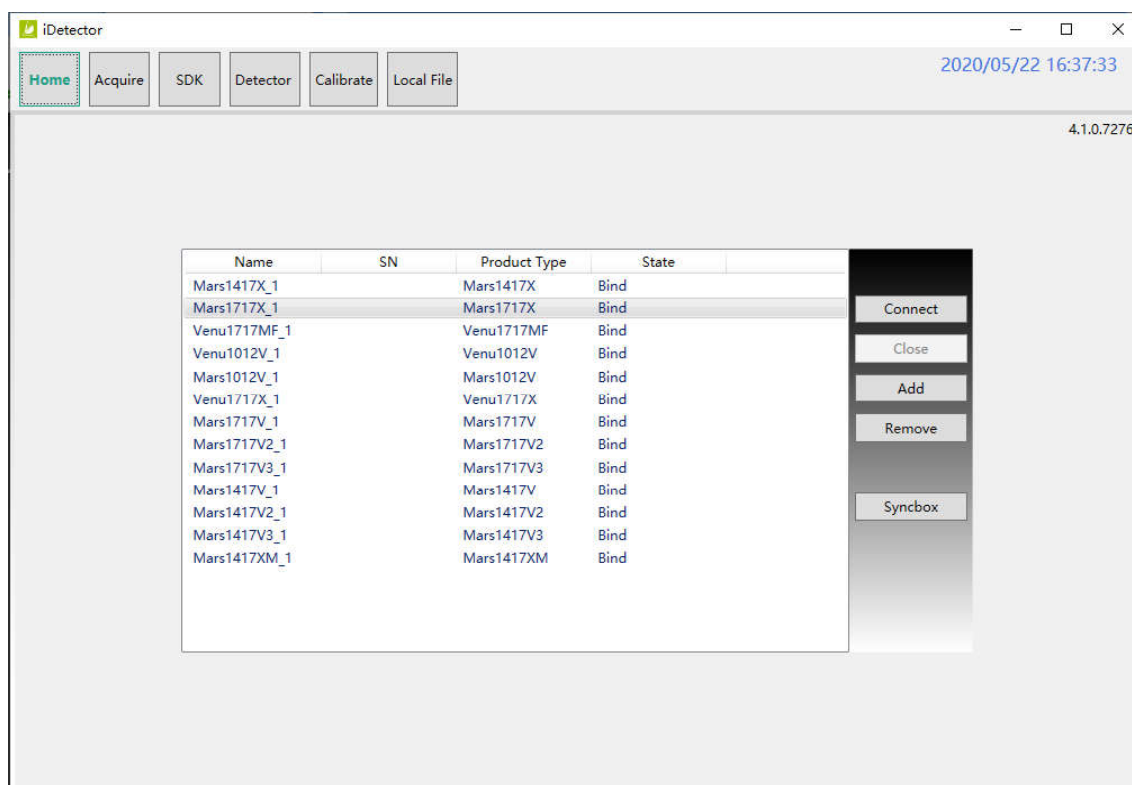 iDetector
Home Acquire SDK Detector Calibrate Local File 2020/05/22 16:37:33
4.1.0.7276
Name SN Product Type State
Mars1417X_1 Mars1417X Bind
Mars1717X_1 Mars1717X Bind
Venu1717MF_1 Venu1717MF Bind
Venu1012V_1 Venu1012V Bind
Mars1012V_1 Mars1012V Bind
Venu1717X_1 Venu1717X Bind
Mars1717V_1 Mars1717V Bind
Mars1717V2_1 Mars1717V2 Bind
Mars1717V3_1 Mars1717V3 Bind
Mars1417V_1 Mars1417V Bind
Mars1417V2_1 Mars1417V2 Bind
Mars1417V3_1 Mars1417V3 Bind
Mars1417XM_1 Mars1417XM Bind
Connect
Close
Add
Remove
Syncbox